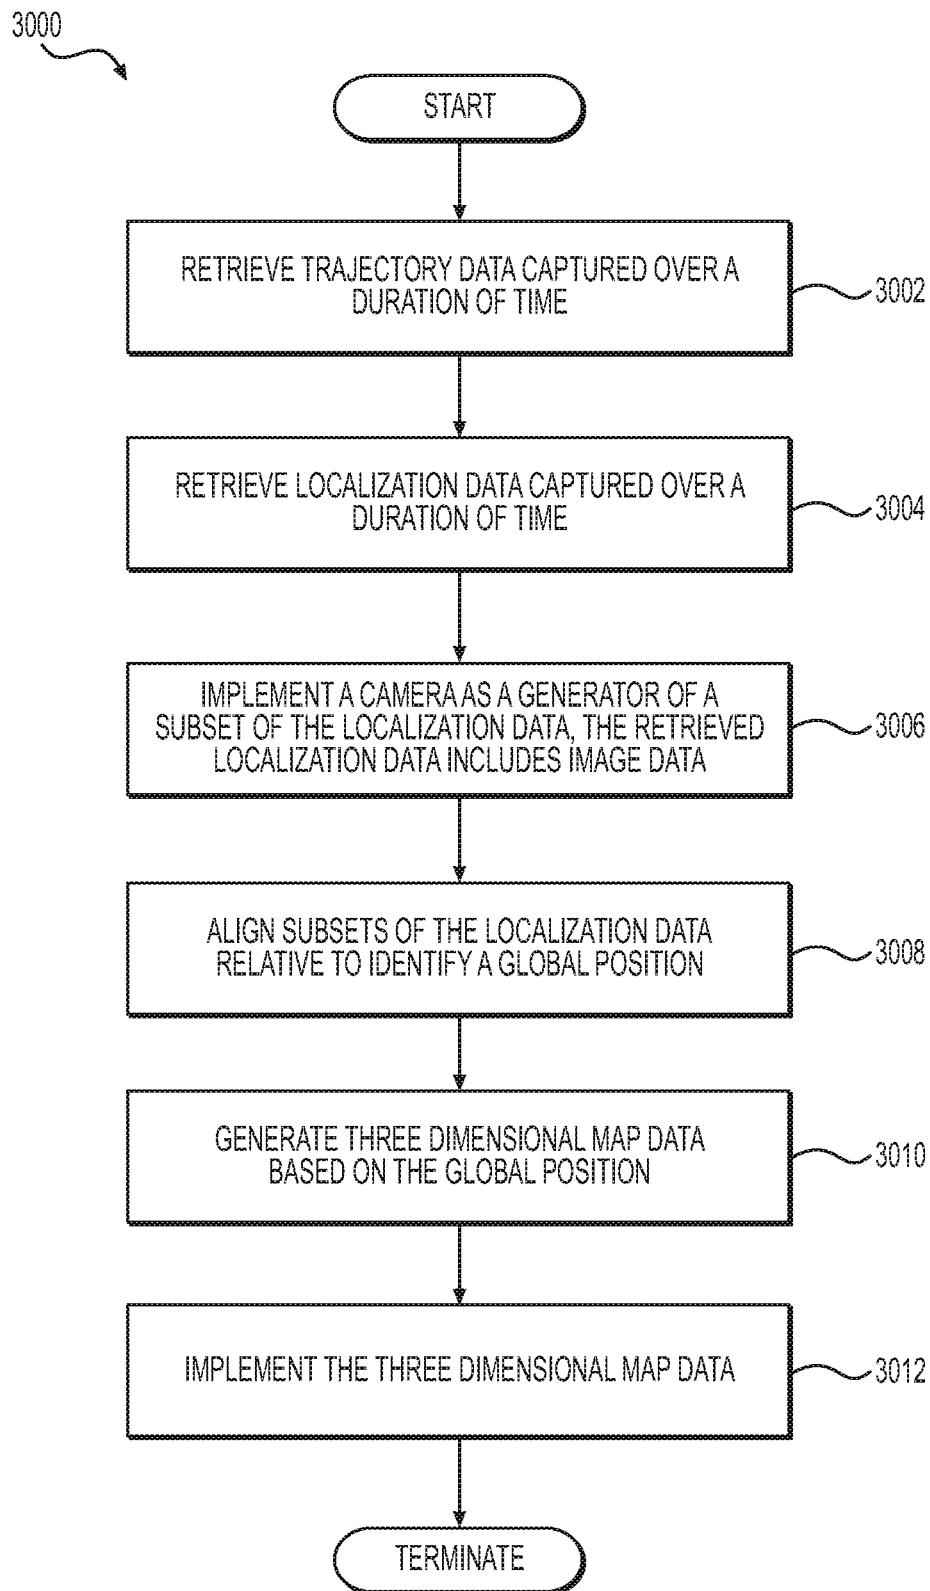 3000
START
RETRIEVE TRAJECTORY DATA CAPTURED OVER A
DURATION OF TIME
3002
RETRIEVE LOCALIZATION DATA CAPTURED OVER A
DURATION OF TIME
3004
IMPLEMENT A CAMERA AS A GENERATOR OF A
SUBSET OF THE LOCALIZATION DATA, THE RETRIEVED
LOCALIZATION DATA INCLUDES IMAGE DATA
3006
ALIGN SUBSETS OF THE LOCALIZATION DATA
RELATIVE TO IDENTIFY A GLOBAL POSITION
3008
GENERATE THREE DIMENSIONAL MAP DATA
BASED ON THE GLOBAL POSITION
3010
IMPLEMENT THE THREE DIMENSIONAL MAP DATA
3012
TERMINATE